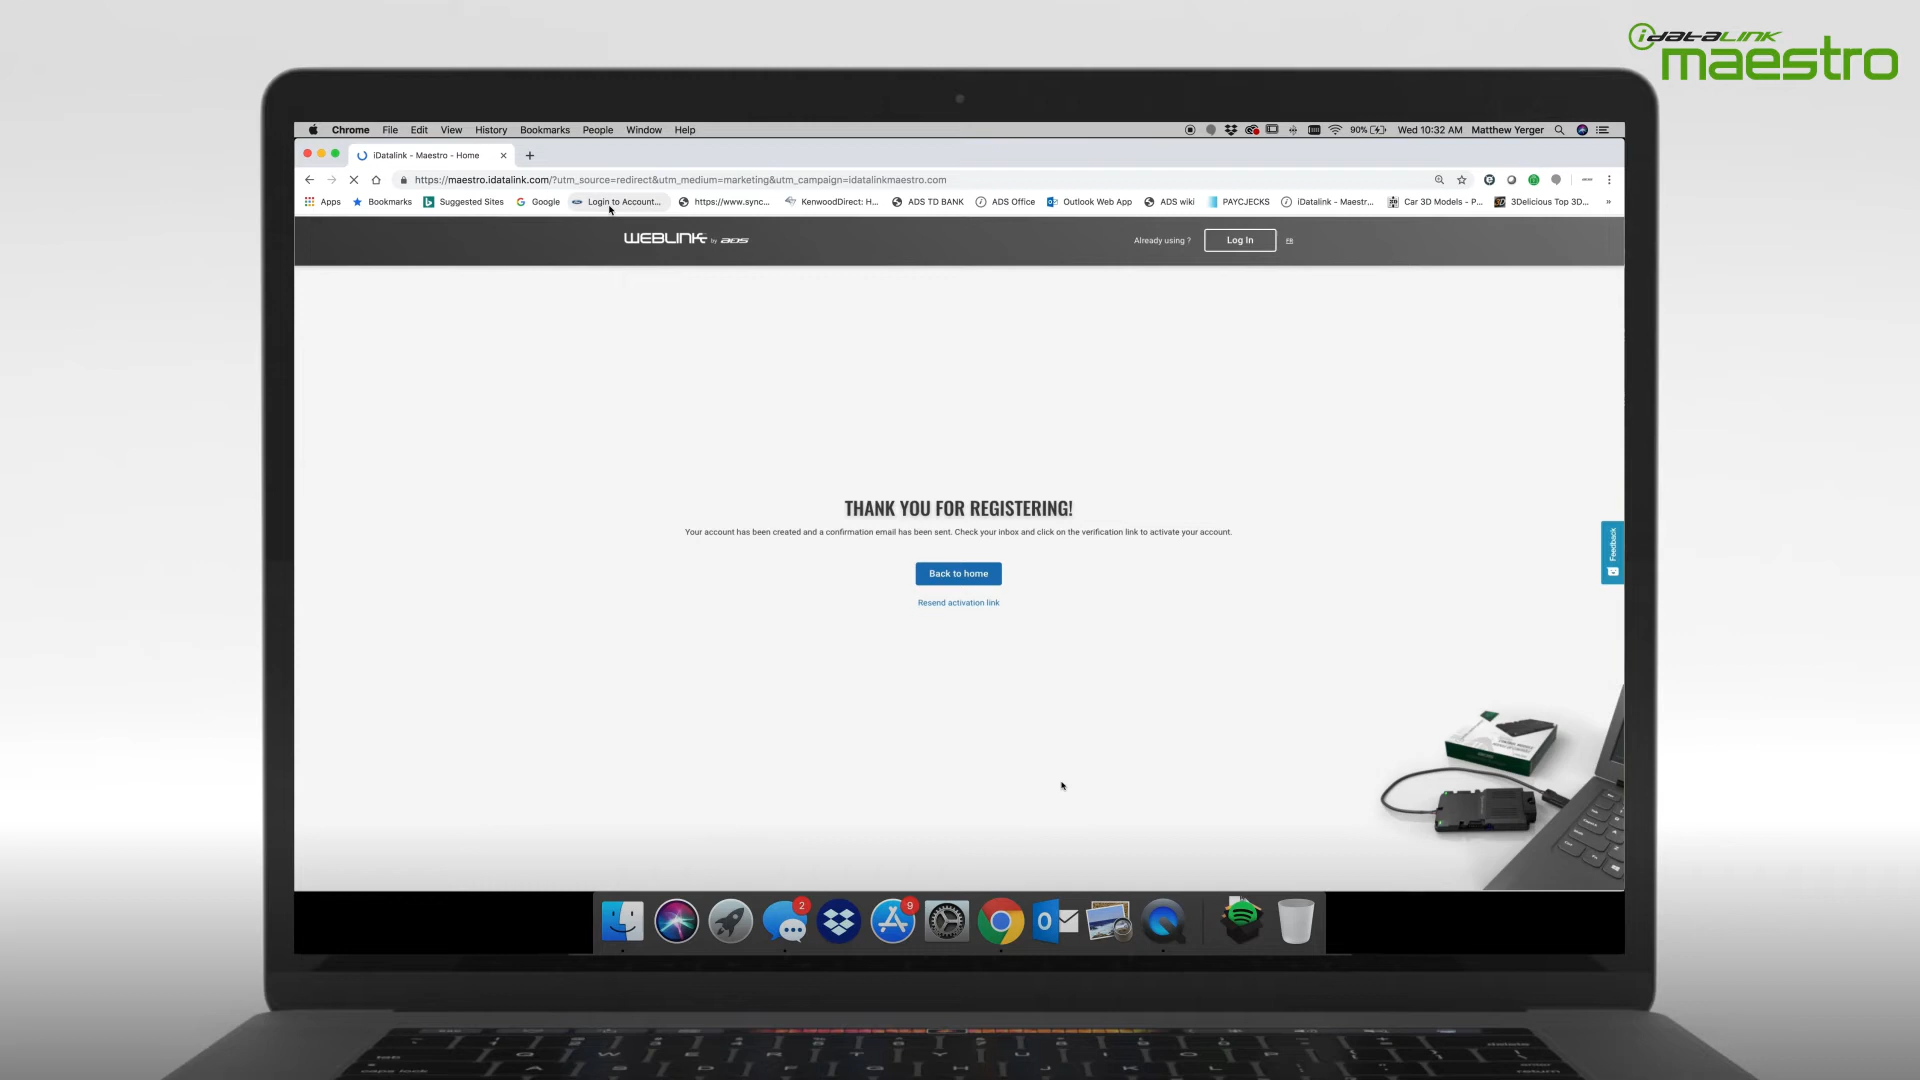 iDataLINK
maestro
Chrome File Edit View History Bookmarks People Window Help 90% Wed 10:32 AM Matthew Yerger
iDatalink - Maestro - Home
https://maestro.idatalink.com/?utm_source=redirect&utm_medium=marketing&utm_campaign=idatalinkmaestro.com
Apps Bookmarks Suggested Sites Google Login to Account... https://www.sync... KenwoodDirect: H... ADS TD BANK ADS Office Outlook Web App ADS wiki PAYCJECKS iDatalink - Maestr... Car 3D Models - P... 3Delicious Top 3D... »
WEBLINK by ADS Already using ? Log In FR
THANK YOU FOR REGISTERING!
Your account has been created and a confirmation email has been sent. Check your inbox and click on the verification link to activate your account.
Back to home
Resend activation link
Feedback
2
9